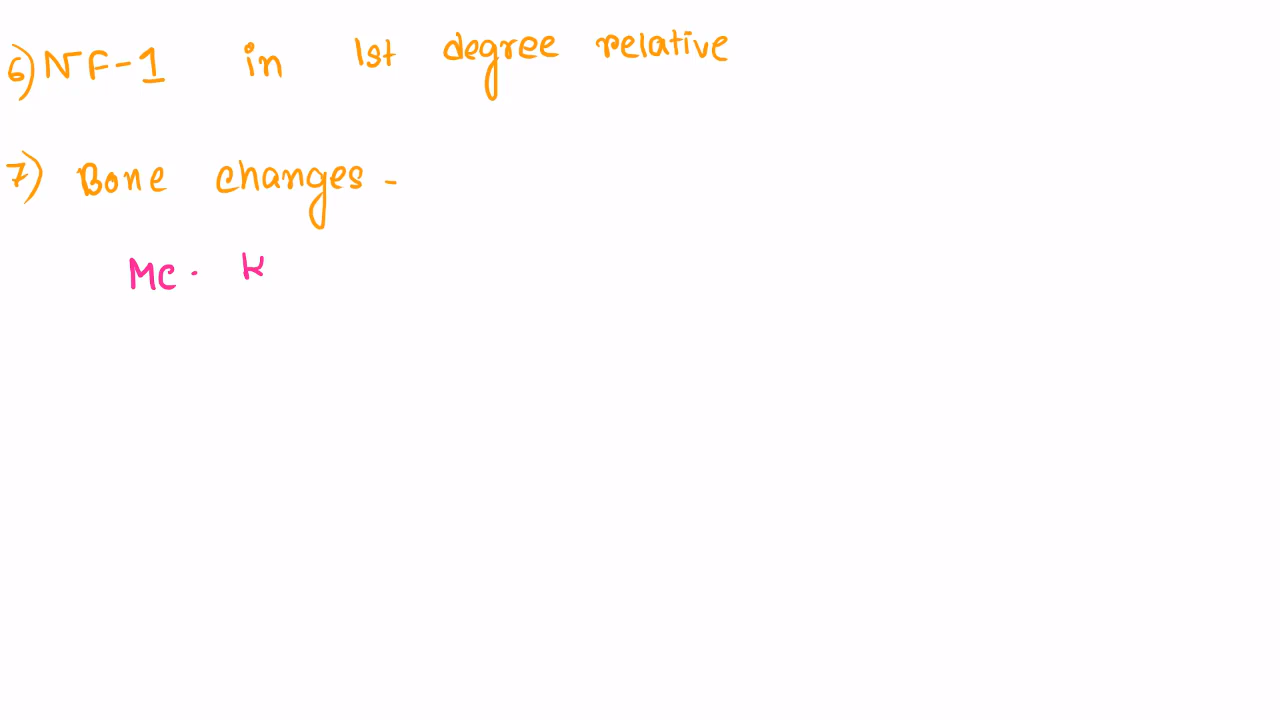 6) NF-1 in 1st degree relative
7) Bone changes -
MC. K